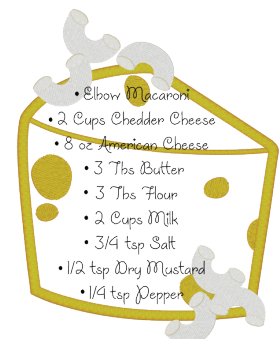 • Elbow Macaroni
• 2 Cups Chedder Cheese
• 8 oz American Cheese
• 3 Tbs Butter
• 3 Tbs Flour
• 2 Cups Milk
• 3/4 tsp Salt
• 1/2 tsp Dry Mustard
• 1/4 tsp Pepper